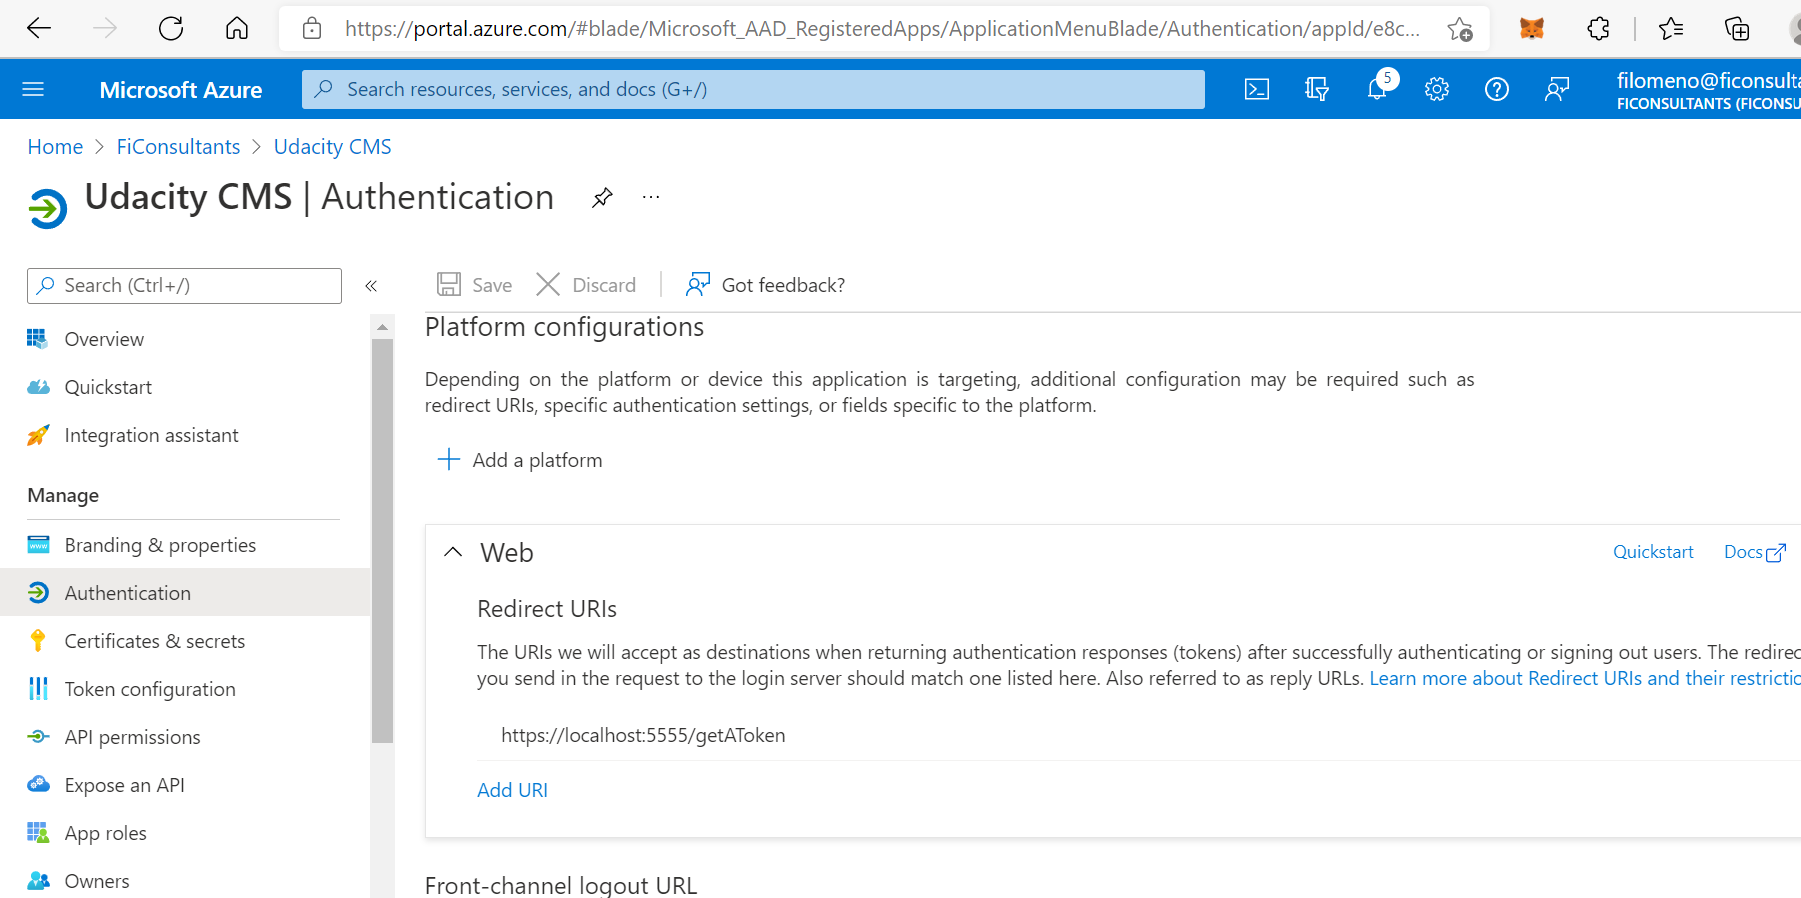 https://portal.azure.com/#blade/Microsoft_AAD_RegisteredApps/ApplicationMenuBlade/Authentication/appId/e8c...
Microsoft Azure
Search resources, services, and docs (G+/)
5
filomeno@ficonsulta
FICONSULTANTS (FICONSU
Home > FiConsultants > Udacity CMS
Udacity CMS | Authentication
...
Search (Ctrl+/)
«
Save
Discard
Got feedback?
Overview
Quickstart
Integration assistant
Manage
Branding & properties
Authentication
Certificates & secrets
Token configuration
API permissions
Expose an API
App roles
Owners
Platform configurations
Depending on the platform or device this application is targeting, additional configuration may be required such as
redirect URIs, specific authentication settings, or fields specific to the platform.
Add a platform
Web
Quickstart
Docs
Redirect URIs
The URIs we will accept as destinations when returning authentication responses (tokens) after successfully authenticating or signing out users. The redirec
you send in the request to the login server should match one listed here. Also referred to as reply URLs. Learn more about Redirect URIs and their restrictio
https://localhost:5555/getAToken
Add URI
Front-channel logout URL